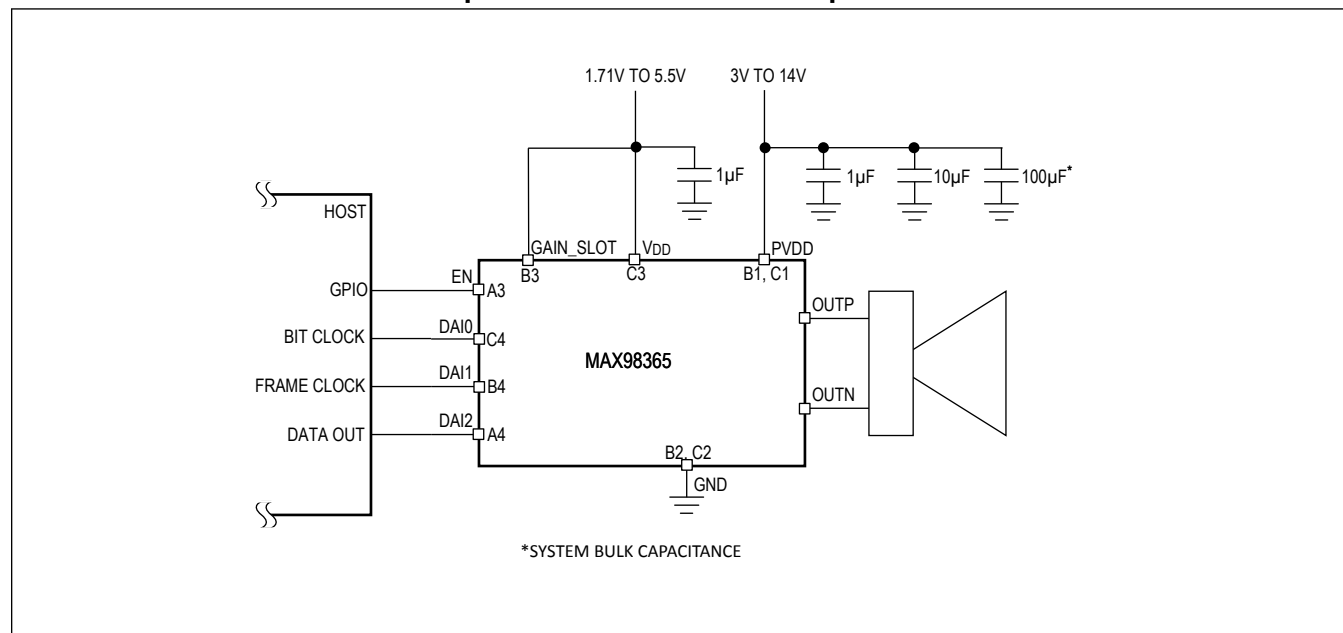 1.71V TO 5.5V
3V TO 14V
1µF
1µF
10µF
100µF*
HOST
GAIN_SLOT
VDD
PVDD
B3
C3
B1, C1
GPIO
EN
A3
BIT CLOCK
DAI0
C4
FRAME CLOCK
DAI1
B4
DATA OUT
DAI2
A4
MAX98365
OUTP
OUTN
B2, C2
GND
*SYSTEM BULK CAPACITANCE